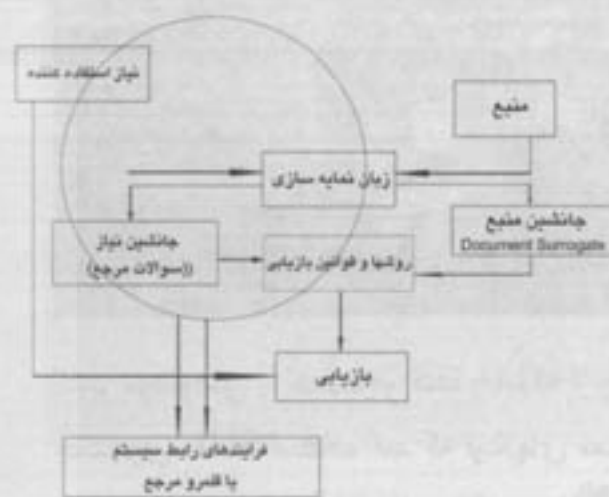 نیاز استفاده کننده
منبع
زبان نمایه سازی
جانشین منبع
Document Surrogate
جانشین نیاز
((سوالات مرجع)
روشها و قوانین بازیابی
بازیابی
فرایندهای رابط سیستم
با قلمرو مرجع